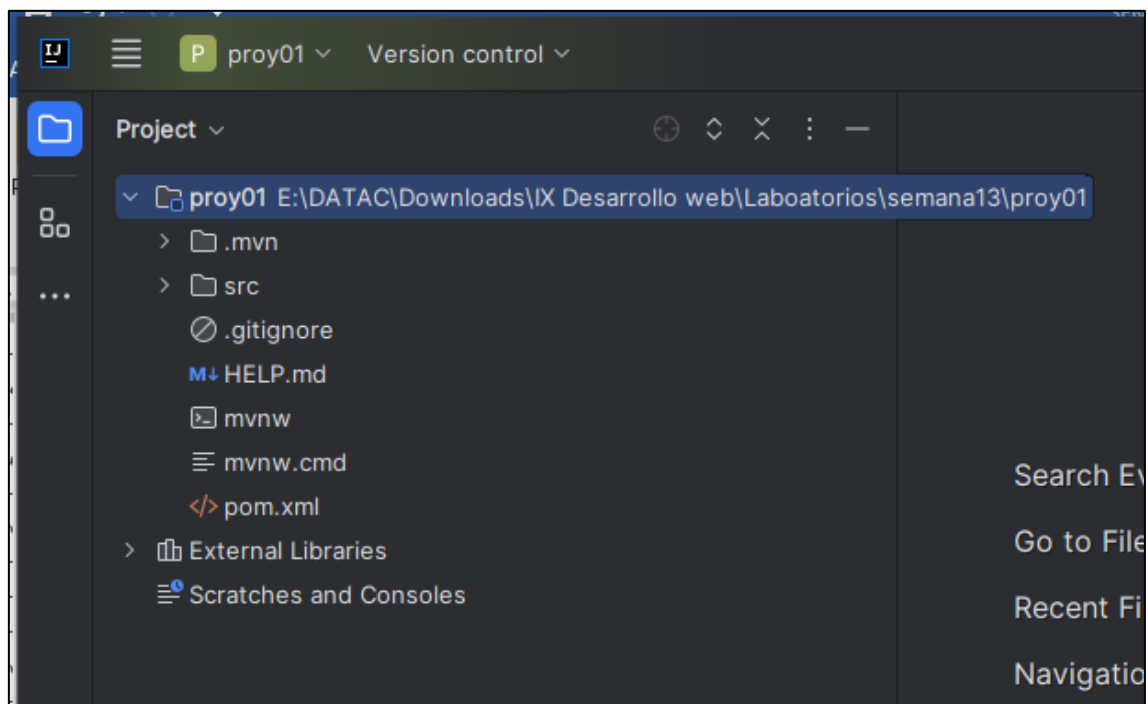 IJ
P proy01 Version control
Project
proy01 E:\DATAC\Downloads\IX Desarrollo web\Laboatorios\semana13\proy01
.mvn
src
.gitignore
M↓ HELP.md
mvnw
mvnw.cmd
</> pom.xml
External Libraries
Scratches and Consoles
Search Ev
Go to File
Recent Fi
Navigatio